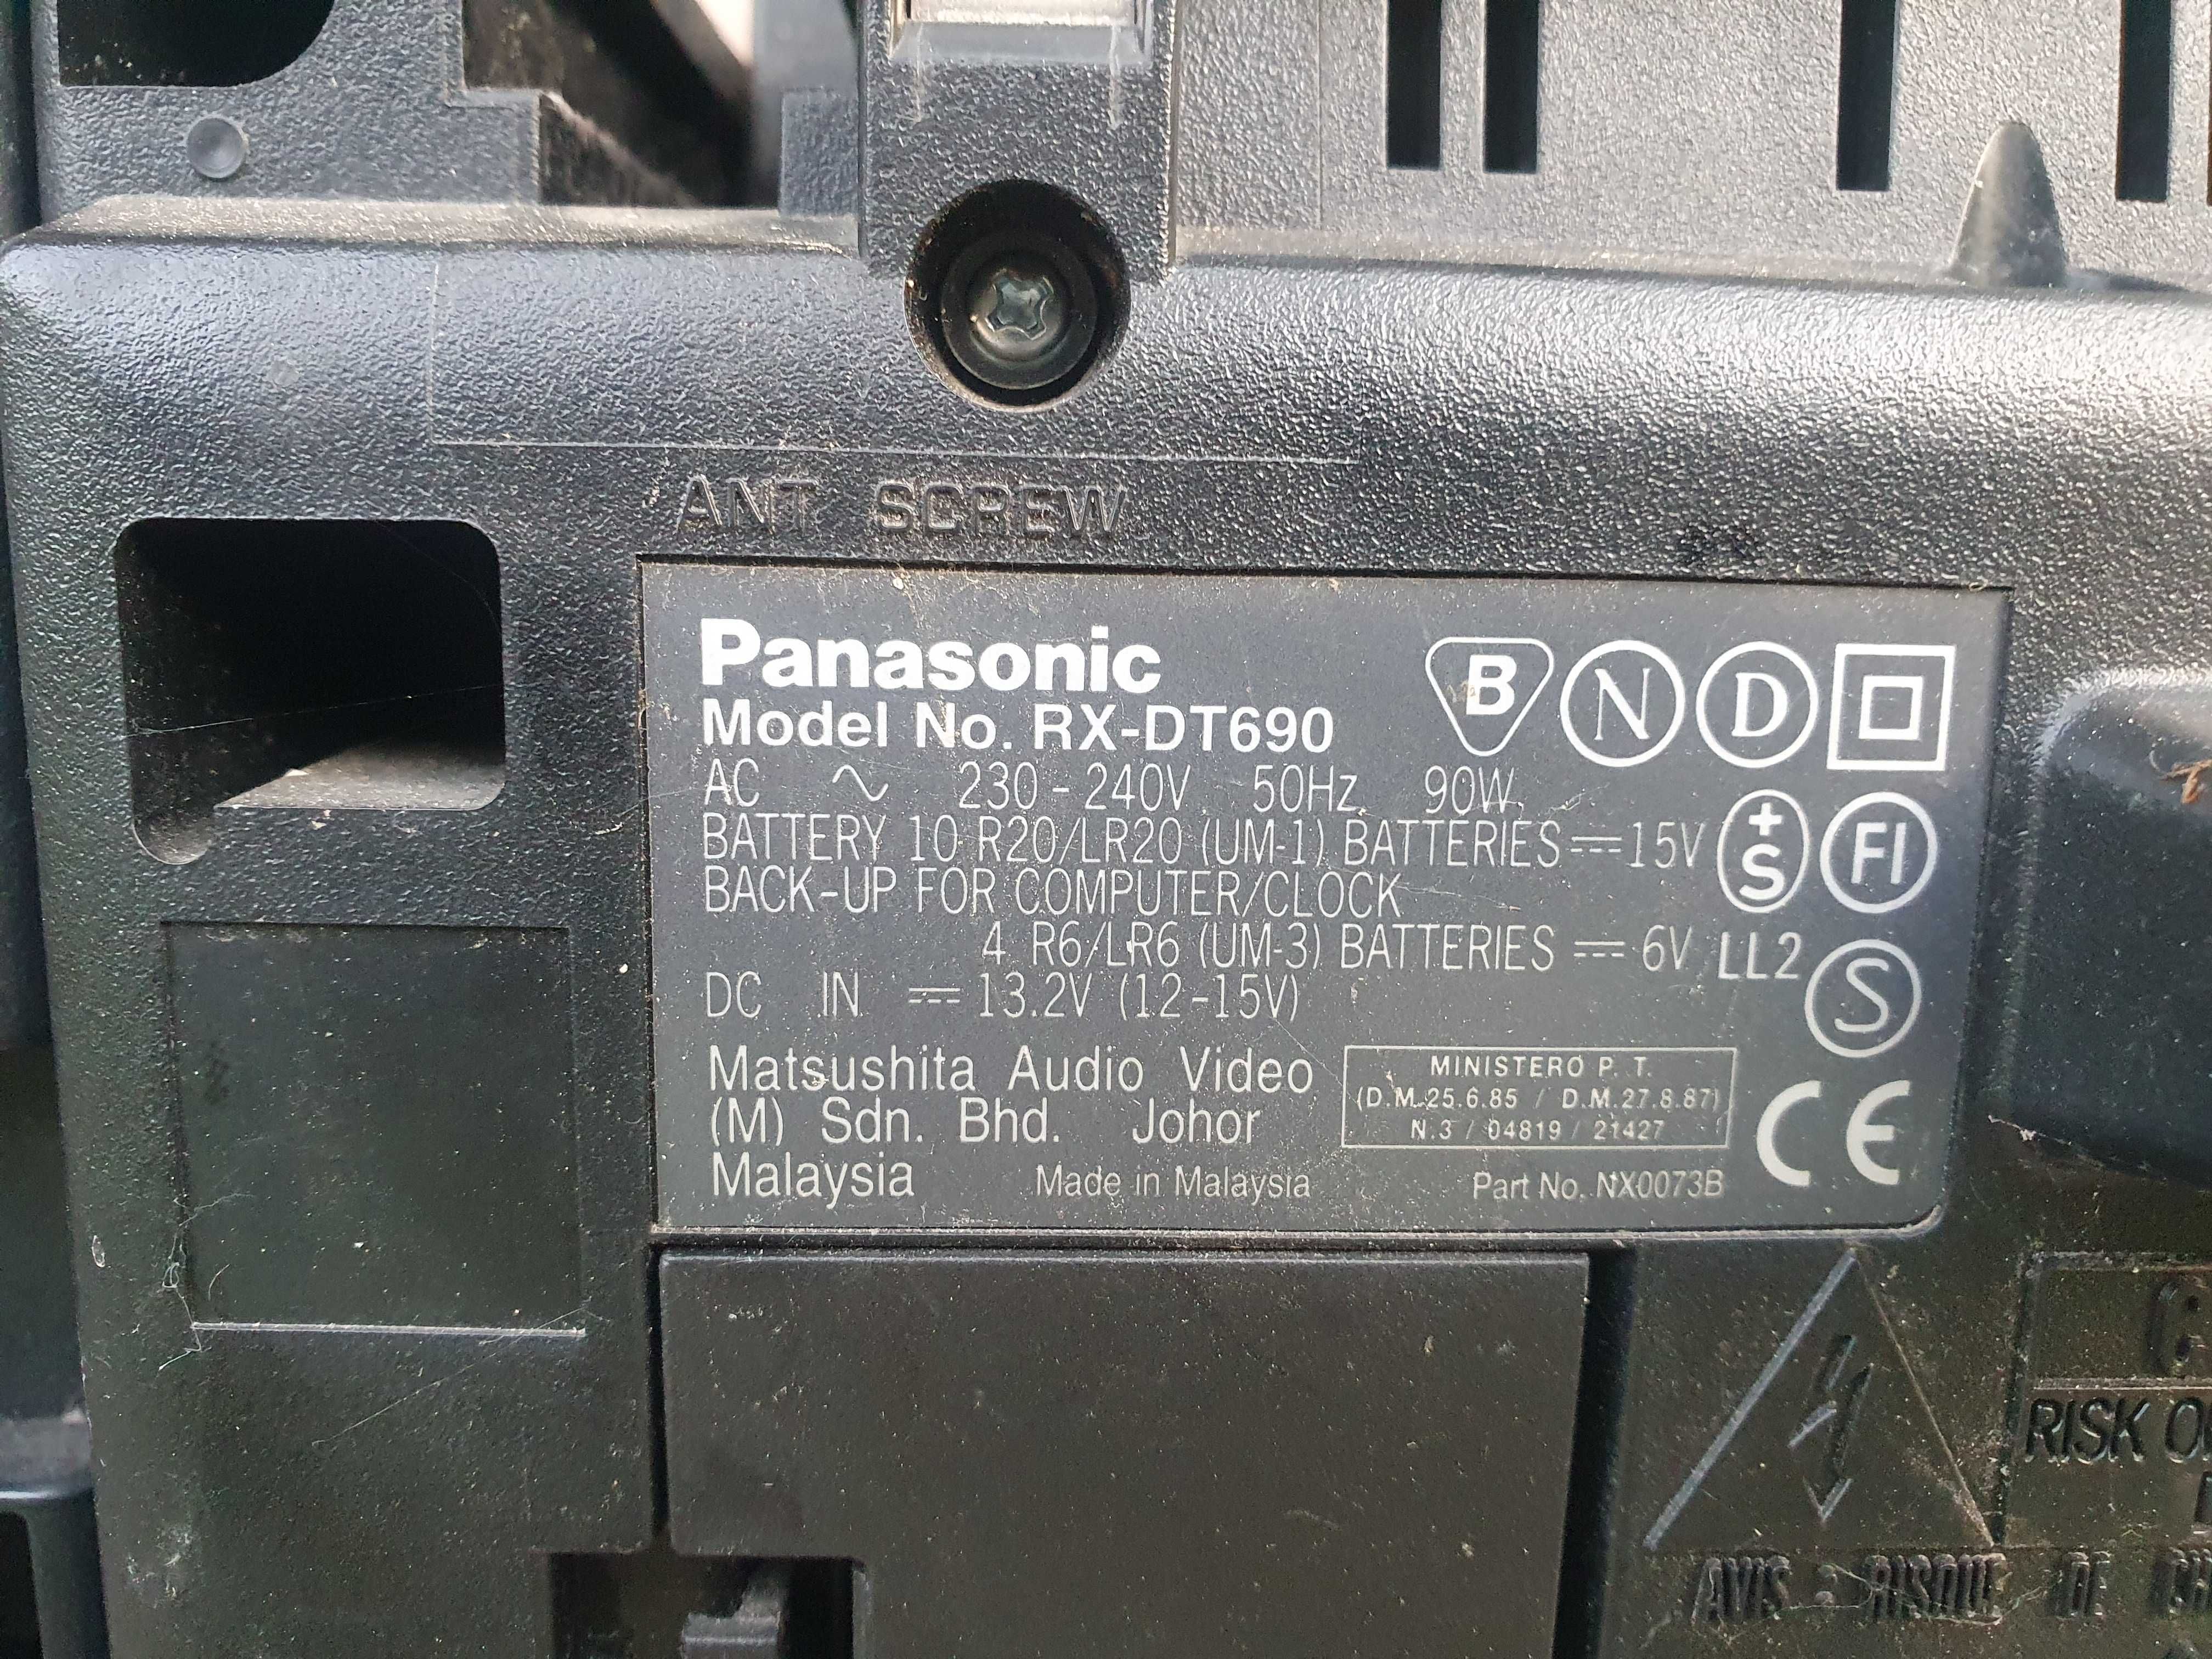 ANT SCREW
Panasonic
Model No. RX-DT690
B N D
AC ∿ 230-240V 50Hz 90W
BATTERY 10 R20/LR20 (UM-1) BATTERIES ⎓ 15V
+S FI
BACK-UP FOR COMPUTER/CLOCK
4 R6/LR6 (UM-3) BATTERIES ⎓ 6V LL2
S
DC IN ⎓ 13.2V (12-15V)
Matsushita Audio Video
(M) Sdn. Bhd. Johor
Malaysia Made in Malaysia
MINISTERO P. T.
(D.M.25.6.85 / D.M.27.8.87)
N.3 / 04819 / 21427
Part No. NX0073B
CE
RISK
AVIS : RISQUE DE